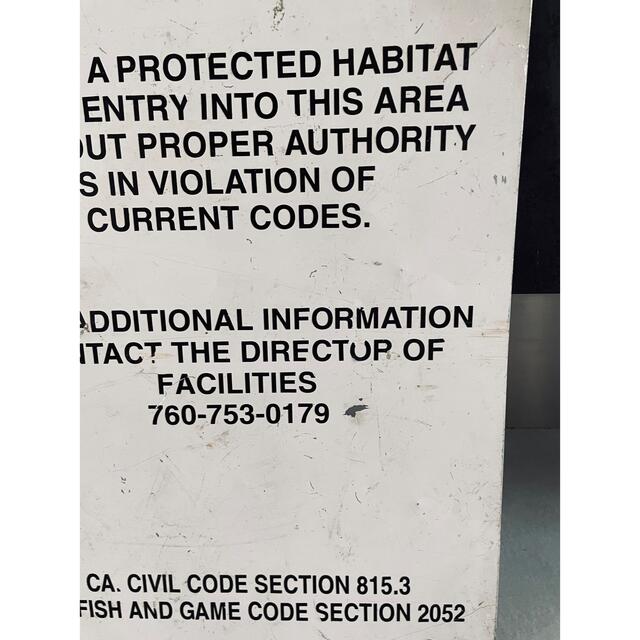 A PROTECTED HABITAT
ENTRY INTO THIS AREA
OUT PROPER AUTHORITY
S IN VIOLATION OF
CURRENT CODES.
ADDITIONAL INFORMATION
NTACT THE DIRECTOR OF
FACILITIES
760-753-0179
CA. CIVIL CODE SECTION 815.3
FISH AND GAME CODE SECTION 2052